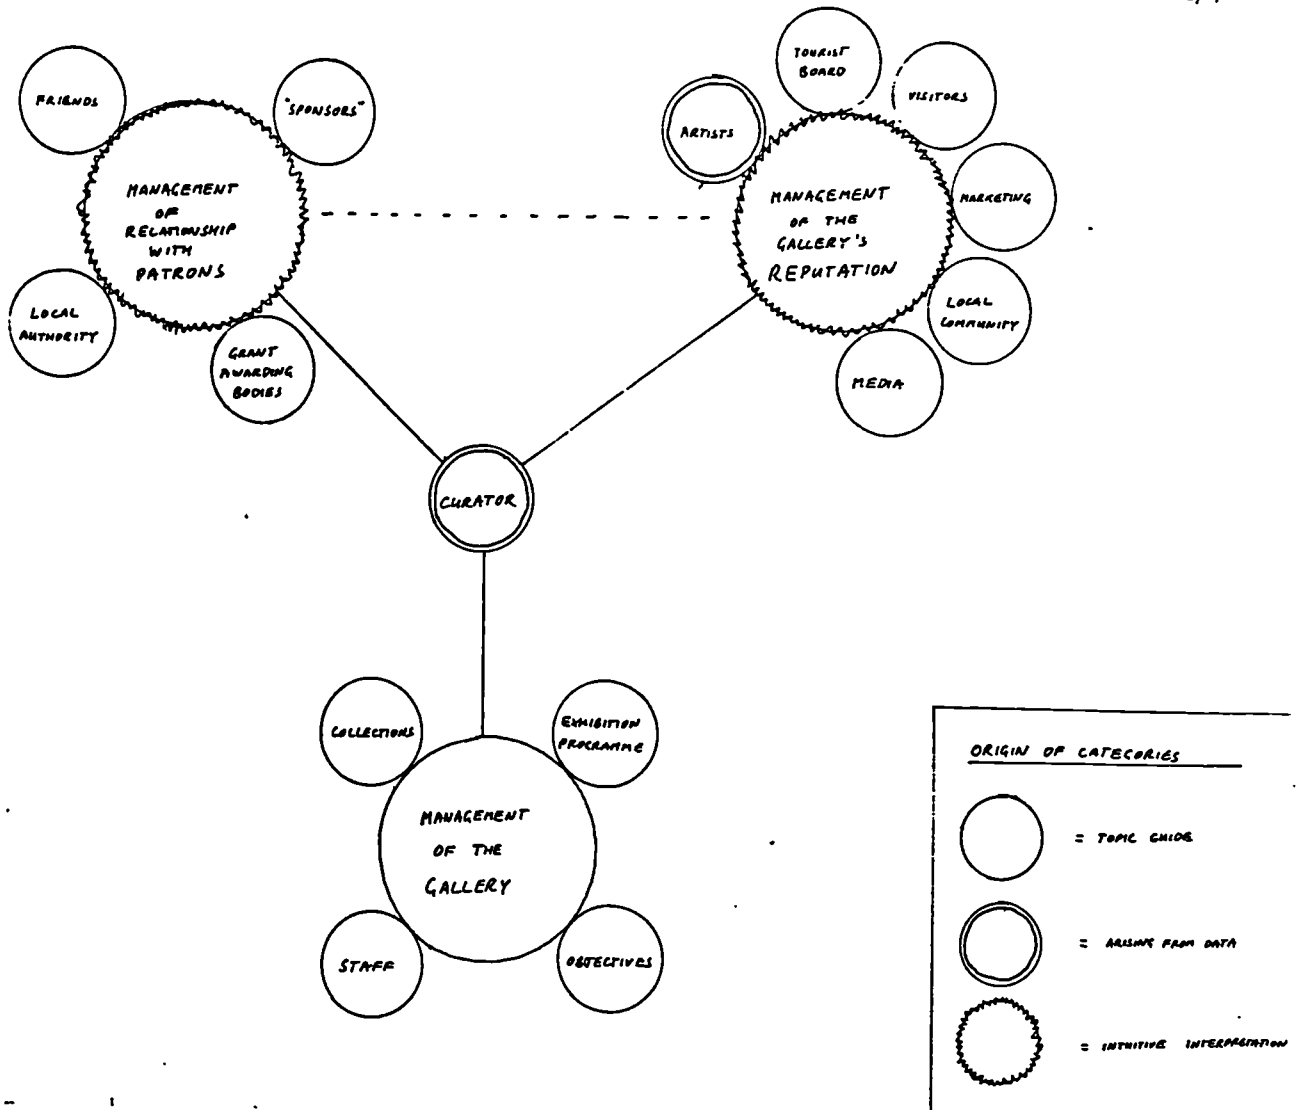 FRIENDS
"SPONSORS"
MANAGEMENT
OF
RELATIONSHIP
WITH
PATRONS
LOCAL
AUTHORITY
GRANT
AWARDING
BODIES
TOURIST
BOARD
VISITORS
ARTISTS
MANAGEMENT
OF THE
GALLERY'S
REPUTATION
MARKETING
LOCAL
COMMUNITY
MEDIA
CURATOR
COLLECTIONS
EXHIBITION
PROGRAMME
MANAGEMENT
OF THE
GALLERY
STAFF
OBJECTIVES
ORIGIN OF CATEGORIES
= TOPIC GUIDE
= ARISING FROM DATA
= INTUITIVE INTERPRETATION